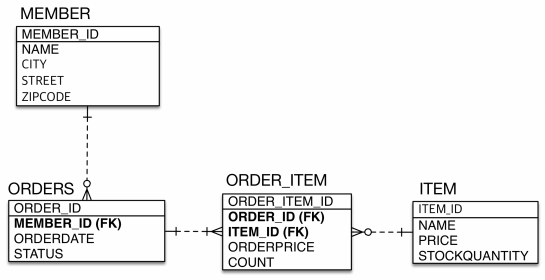 MEMBER
MEMBER_ID
NAME
CITY
STREET
ZIPCODE
ORDERS
ORDER_ID
MEMBER_ID (FK)
ORDERDATE
STATUS
ORDER_ITEM
ORDER_ITEM_ID
ORDER_ID (FK)
ITEM_ID (FK)
ORDERPRICE
COUNT
ITEM
ITEM_ID
NAME
PRICE
STOCKQUANTITY